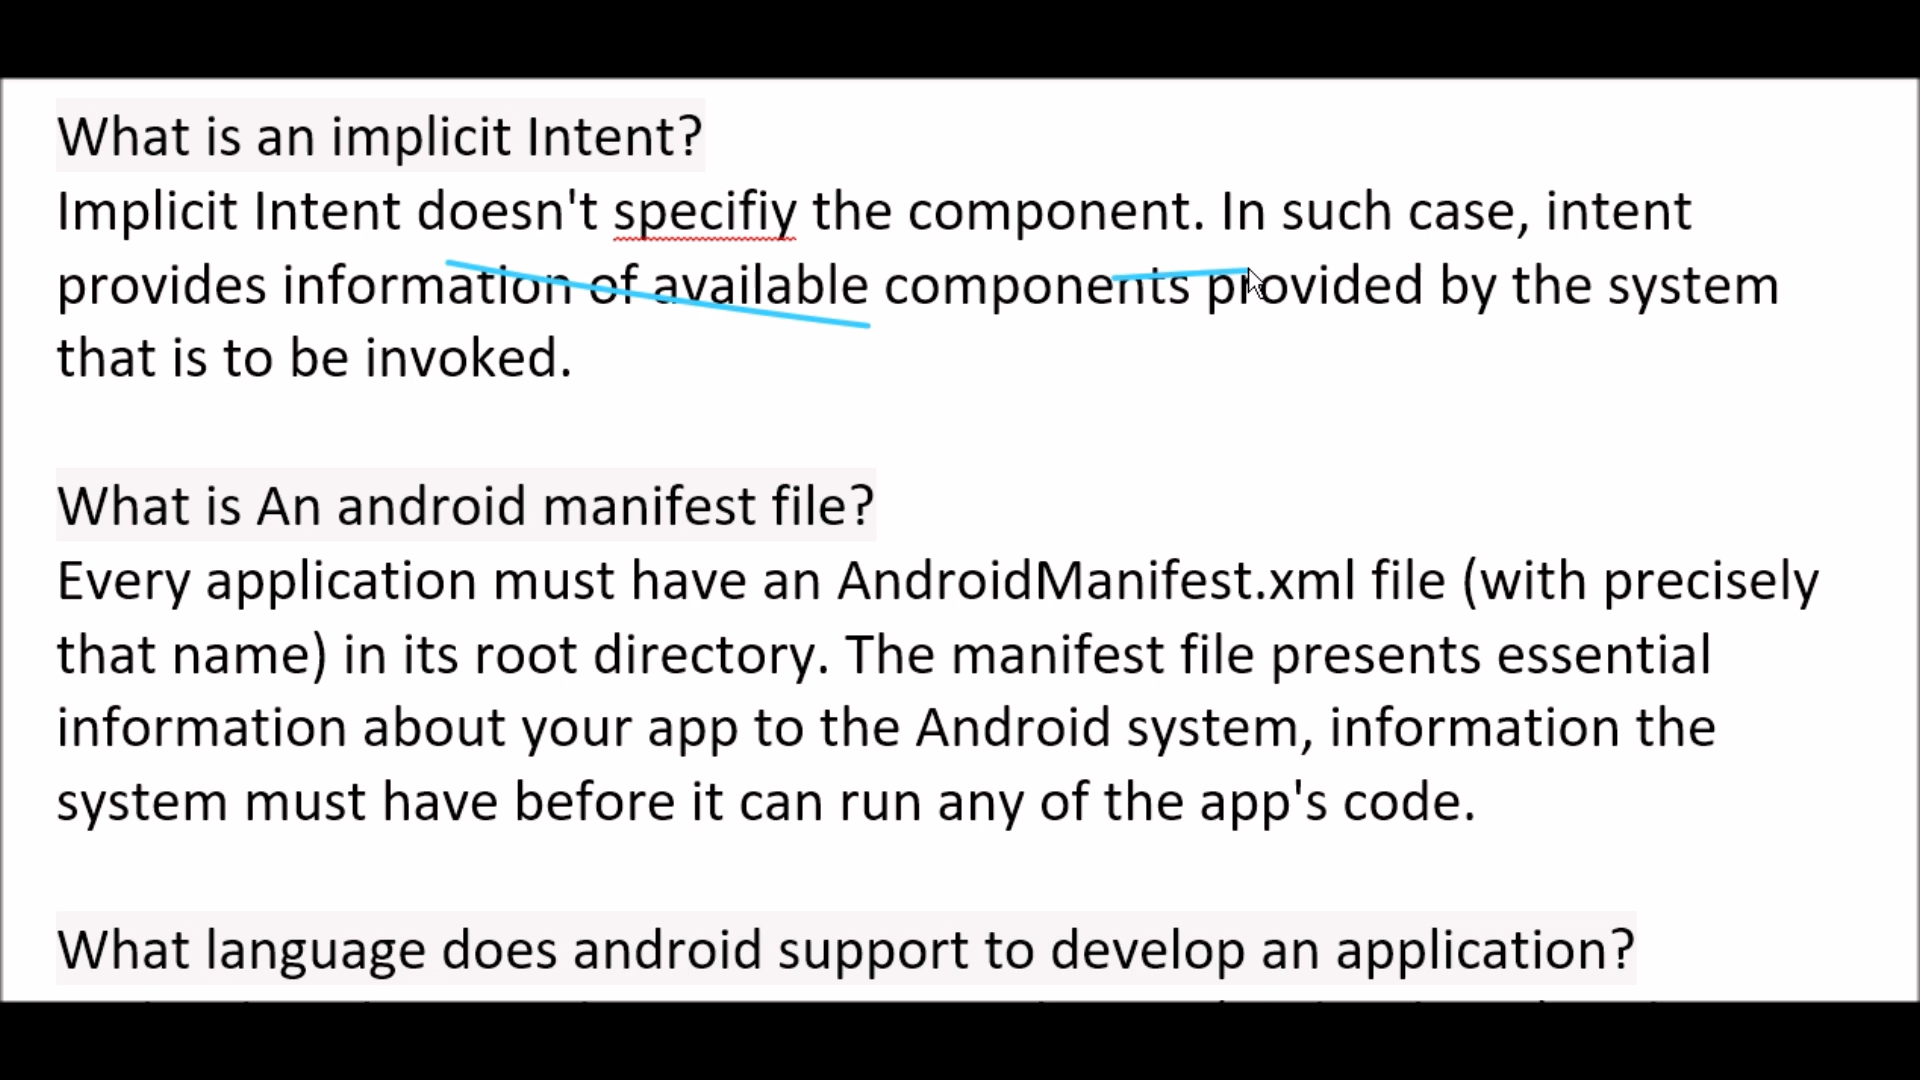 What is an implicit Intent?
Implicit Intent doesn't specifiy the component. In such case, intent
provides information of available components provided by the system
that is to be invoked.
What is An android manifest file?
Every application must have an AndroidManifest.xml file (with precisely
that name) in its root directory. The manifest file presents essential
information about your app to the Android system, information the
system must have before it can run any of the app's code.
What language does android support to develop an application?